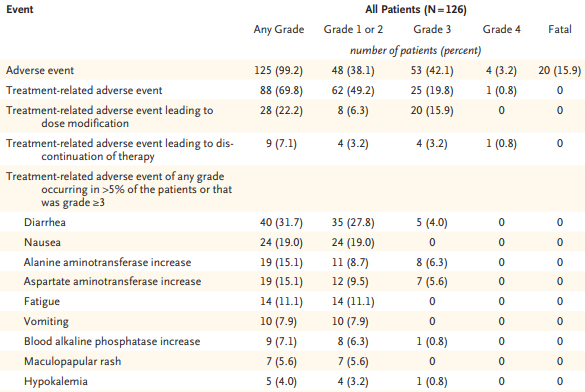 Event All Patients (N=126)
Any Grade Grade 1 or 2 Grade 3 Grade 4 Fatal
number of patients (percent)
Adverse event 125 (99.2) 48 (38.1) 53 (42.1) 4 (3.2) 20 (15.9)
Treatment-related adverse event 88 (69.8) 62 (49.2) 25 (19.8) 1 (0.8) 0
Treatment-related adverse event leading to 28 (22.2) 8 (6.3) 20 (15.9) 0 0
dose modification
Treatment-related adverse event leading to dis- 9 (7.1) 4 (3.2) 4 (3.2) 1 (0.8) 0
continuation of therapy
Treatment-related adverse event of any grade
occurring in >5% of the patients or that
was grade ≥3
Diarrhea 40 (31.7) 35 (27.8) 5 (4.0) 0 0
Nausea 24 (19.0) 24 (19.0) 0 0 0
Alanine aminotransferase increase 19 (15.1) 11 (8.7) 8 (6.3) 0 0
Aspartate aminotransferase increase 19 (15.1) 12 (9.5) 7 (5.6) 0 0
Fatigue 14 (11.1) 14 (11.1) 0 0 0
Vomiting 10 (7.9) 10 (7.9) 0 0 0
Blood alkaline phosphatase increase 9 (7.1) 8 (6.3) 1 (0.8) 0 0
Maculopapular rash 7 (5.6) 7 (5.6) 0 0 0
Hypokalemia 5 (4.0) 4 (3.2) 1 (0.8) 0 0